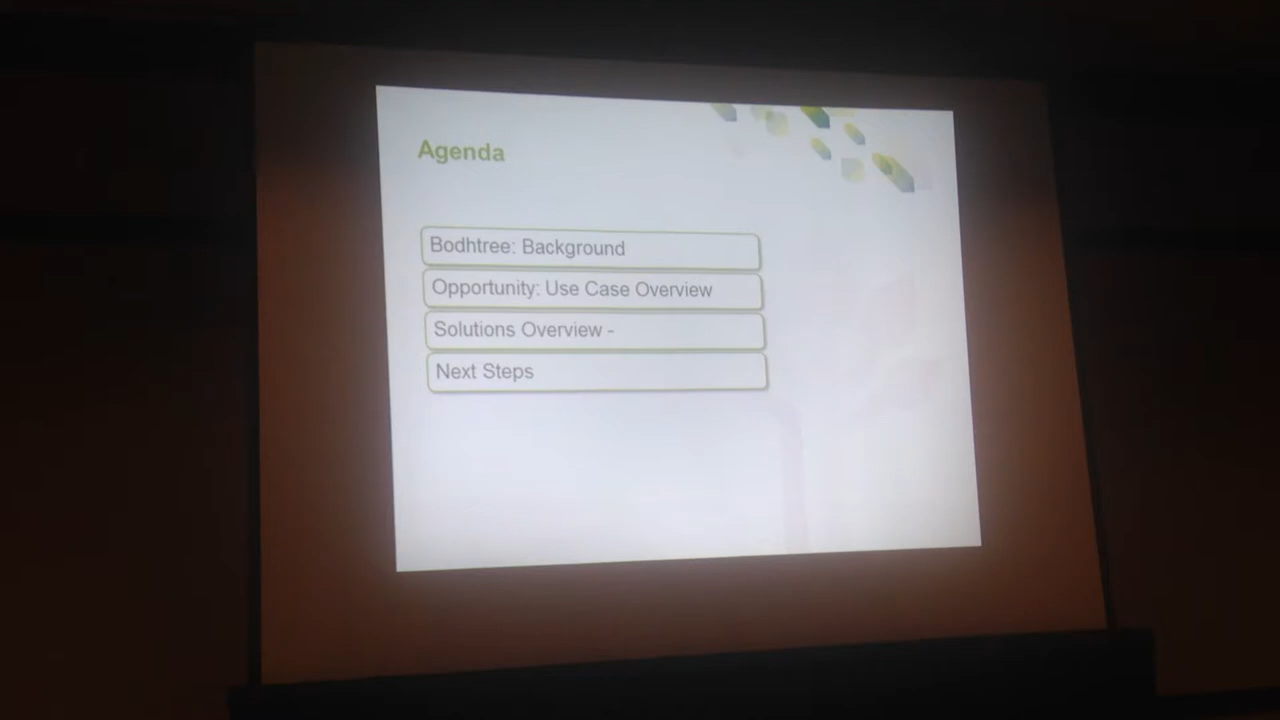 Agenda
Bodhtree: Background
Opportunity: Use Case Overview
Solutions Overview -
Next Steps